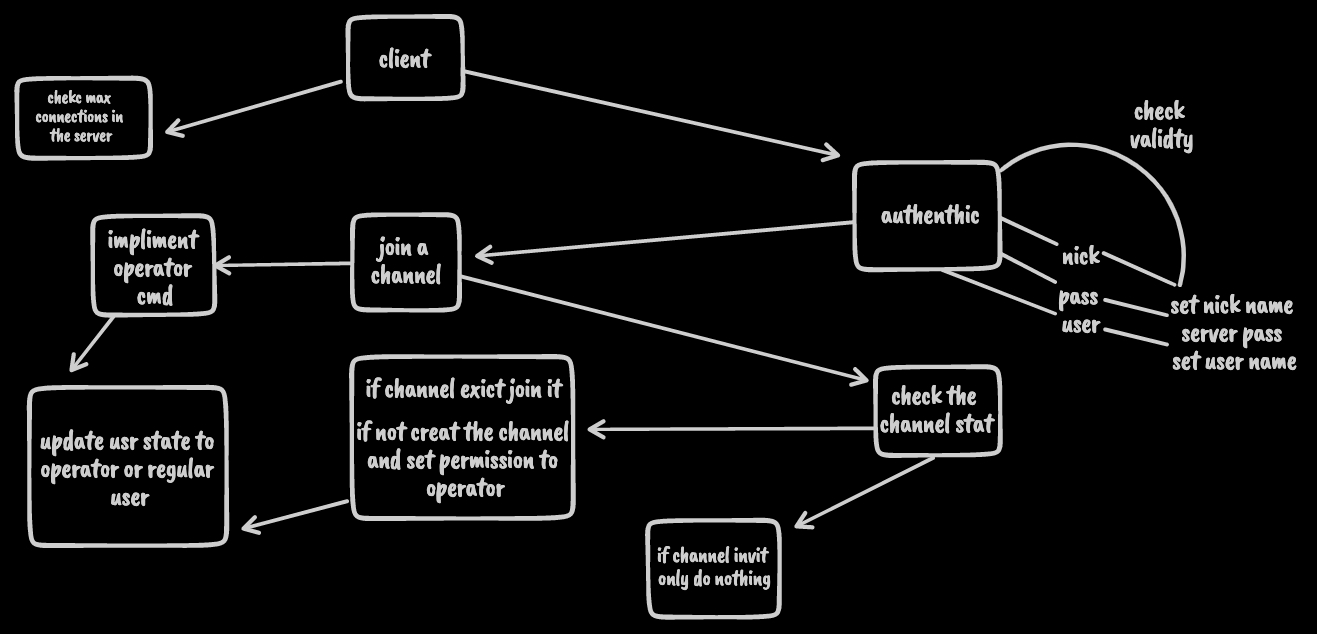 client
chekc max
connections in
the server
check
validty
authenthic
nick
pass
user
set nick name
server pass
set user name
impliment
operator
cmd
join a
channel
if channel exict join it
if not creat the channel
and set permission to
operator
check the
channel stat
update usr state to
operator or regular
user
if channel invit
only do nothing